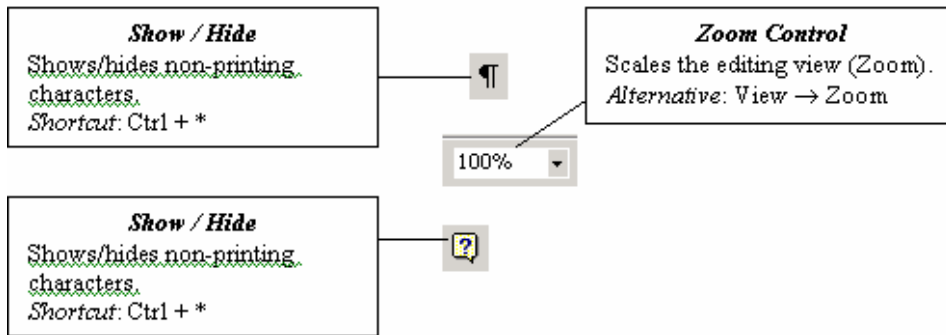 Show / Hide
Shows/hides non-printing
characters.
Shortcut: Ctrl + *
¶
Zoom Control
Scales the editing view (Zoom).
Alternative: View → Zoom
100%
Show / Hide
Shows/hides non-printing
characters.
Shortcut: Ctrl + *
?